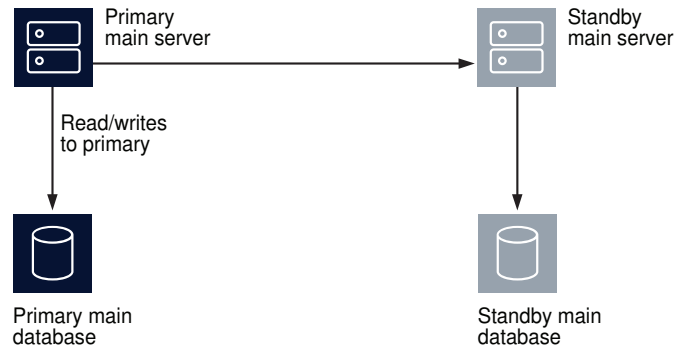 Primary
main server
Standby
main server
Read/writes
to primary
Primary main
database
Standby main
database